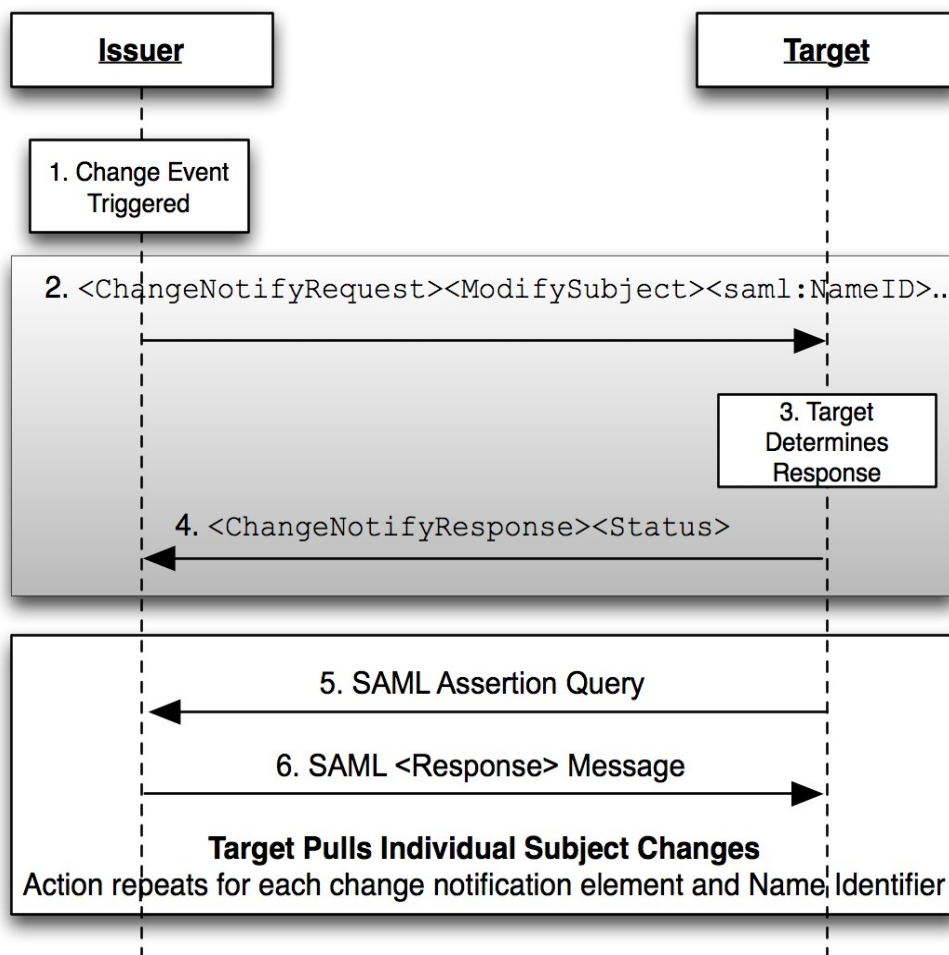 Issuer
Target
1. Change Event
Triggered
2. <ChangeNotifyRequest><ModifySubject><saml:NameID>..
3. Target
Determines
Response
4. <ChangeNotifyResponse><Status>
5. SAML Assertion Query
6. SAML <Response> Message
Target Pulls Individual Subject Changes
Action repeats for each change notification element and Name Identifier